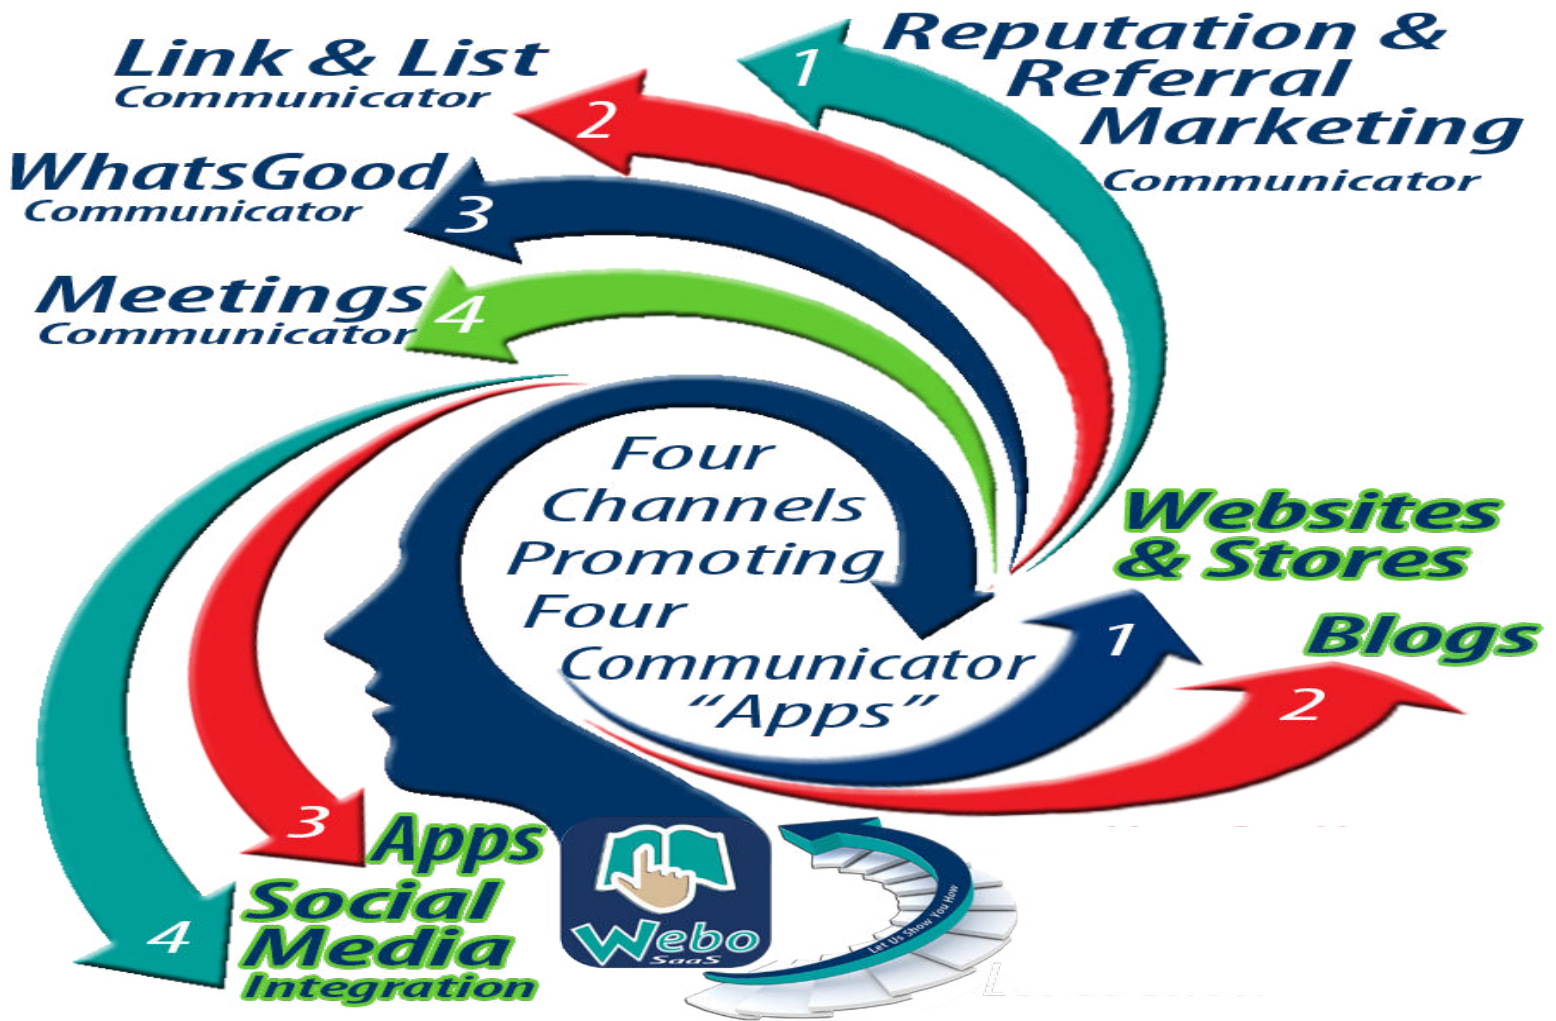 Reputation &
Referral
Marketing
Communicator
1
Link & List
Communicator
2
WhatsGood
Communicator
3
Meetings
Communicator
4
Four
Channels
Promoting
Four
Communicator
“Apps”
Websites
& Stores
1
Blogs
2
3
Apps
4
Social
Media
Integration
Webo
SaaS
Let Us Show You How